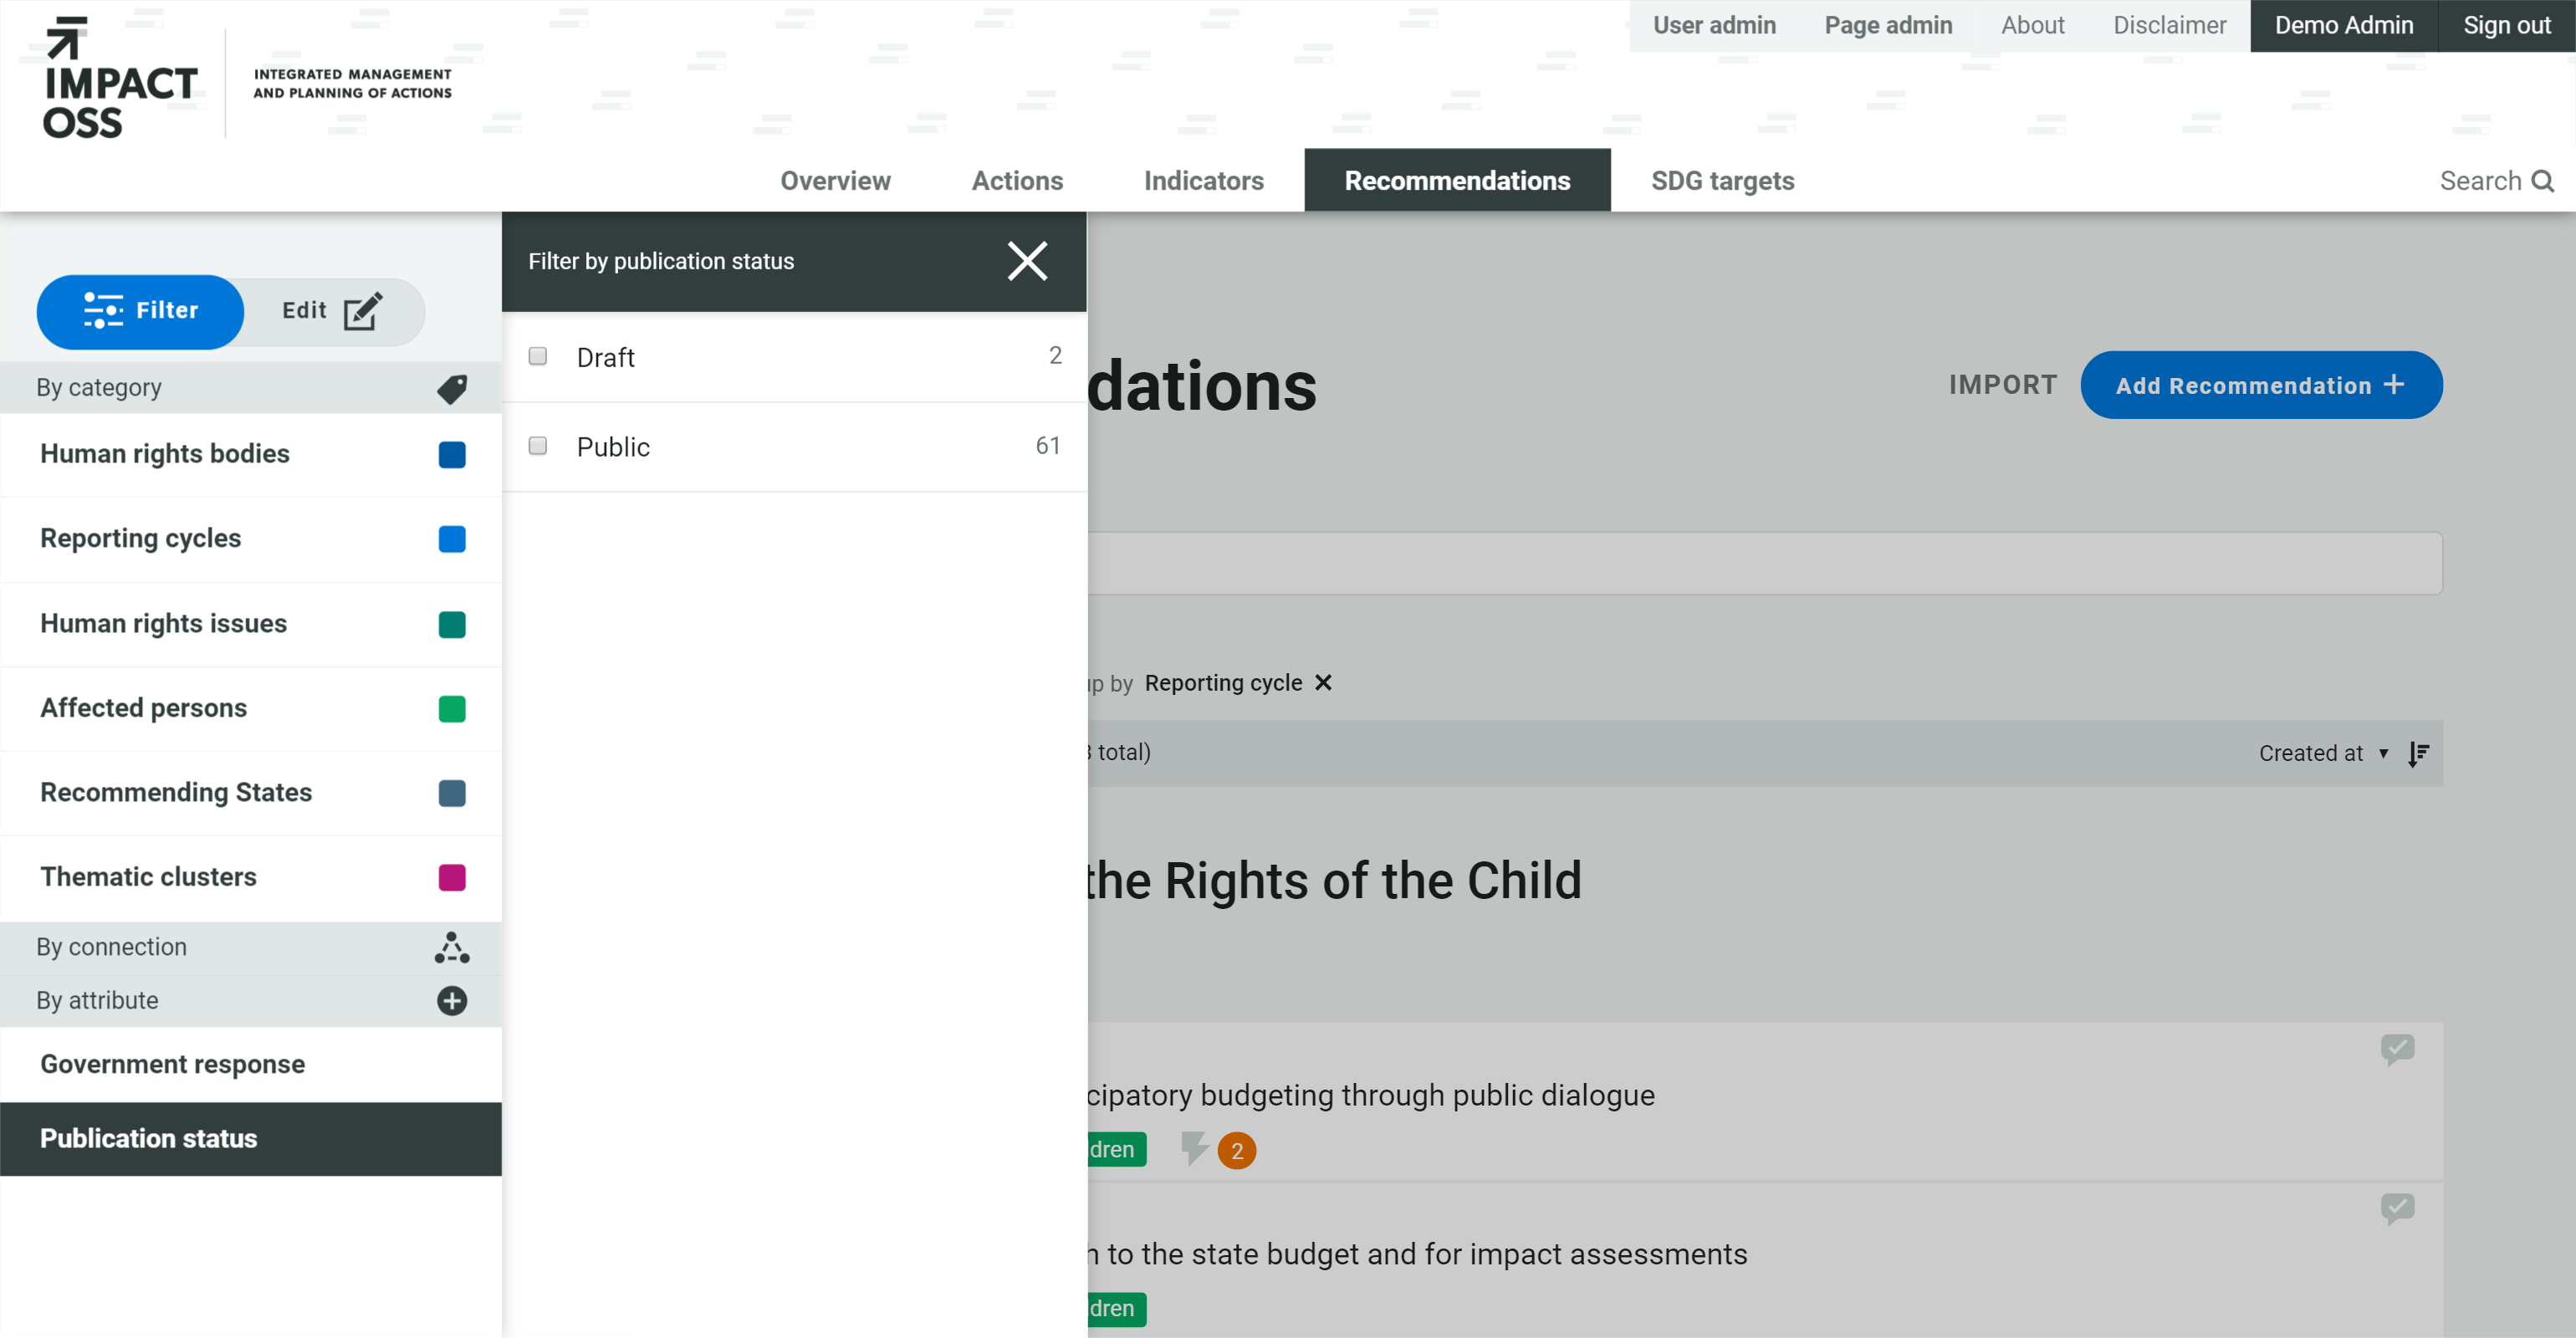 User admin Page admin About Disclaimer Demo Admin Sign out
IMPACT
OSS
INTEGRATED MANAGEMENT
AND PLANNING OF ACTIONS
Overview Actions Indicators Recommendations SDG targets Search
Filter Edit
By category
Human rights bodies
Reporting cycles
Human rights issues
Affected persons
Recommending States
Thematic clusters
By connection
By attribute
Government response
Publication status
Filter by publication status
Draft 2
Public 61
dations
IMPORT Add Recommendation +
up by Reporting cycle
3 total)
Created at
the Rights of the Child
cipatory budgeting through public dialogue
dren 2
h to the state budget and for impact assessments
dren